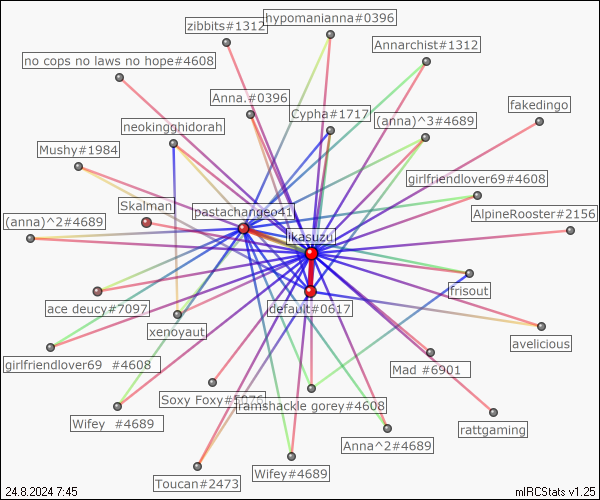 hypomanianna#0396
zibbits#1312
Annarchist#1312
no cops no laws no hope#4608
Anna.#0396
fakedingo
Cypha#1717
(anna)^3#4689
neokingghidorah
Mushy#1984
girlfriendlover69#4608
Skalman
pastachangeo41
AlpineRooster#2156
(anna)^2#4689
ikasuzu
frisout
ace deucy#7097
default#0617
xenoyaut
avelicious
girlfriendlover69 #4608
Mad #6901
Soxy Foxy#5076
ramshackle gorey#4608
Wifey #4689
rattgaming
Anna^2#4689
Wifey#4689
Toucan#2473
24.8.2024 7:45
mIRCStats v1.25